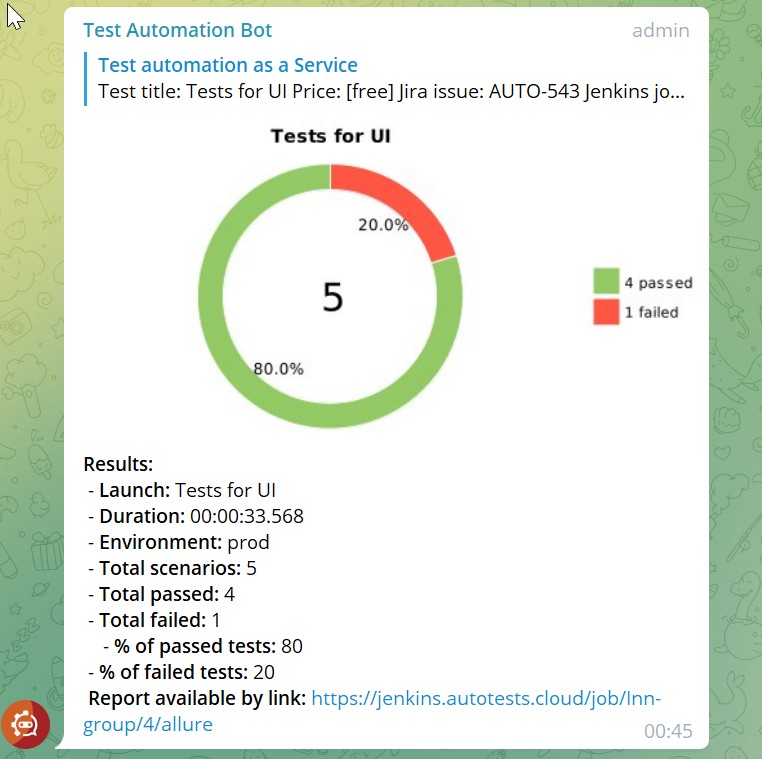 Test Automation Bot admin
Test automation as a Service
Test title: Tests for UI Price: [free] Jira issue: AUTO-543 Jenkins jo...
Tests for UI
20.0%
5
4 passed
1 failed
80.0%
Results:
- Launch: Tests for UI
- Duration: 00:00:33.568
- Environment: prod
- Total scenarios: 5
- Total passed: 4
- Total failed: 1
- % of passed tests: 80
- % of failed tests: 20
Report available by link: https://jenkins.autotests.cloud/job/Inn-
group/4/allure
00:45